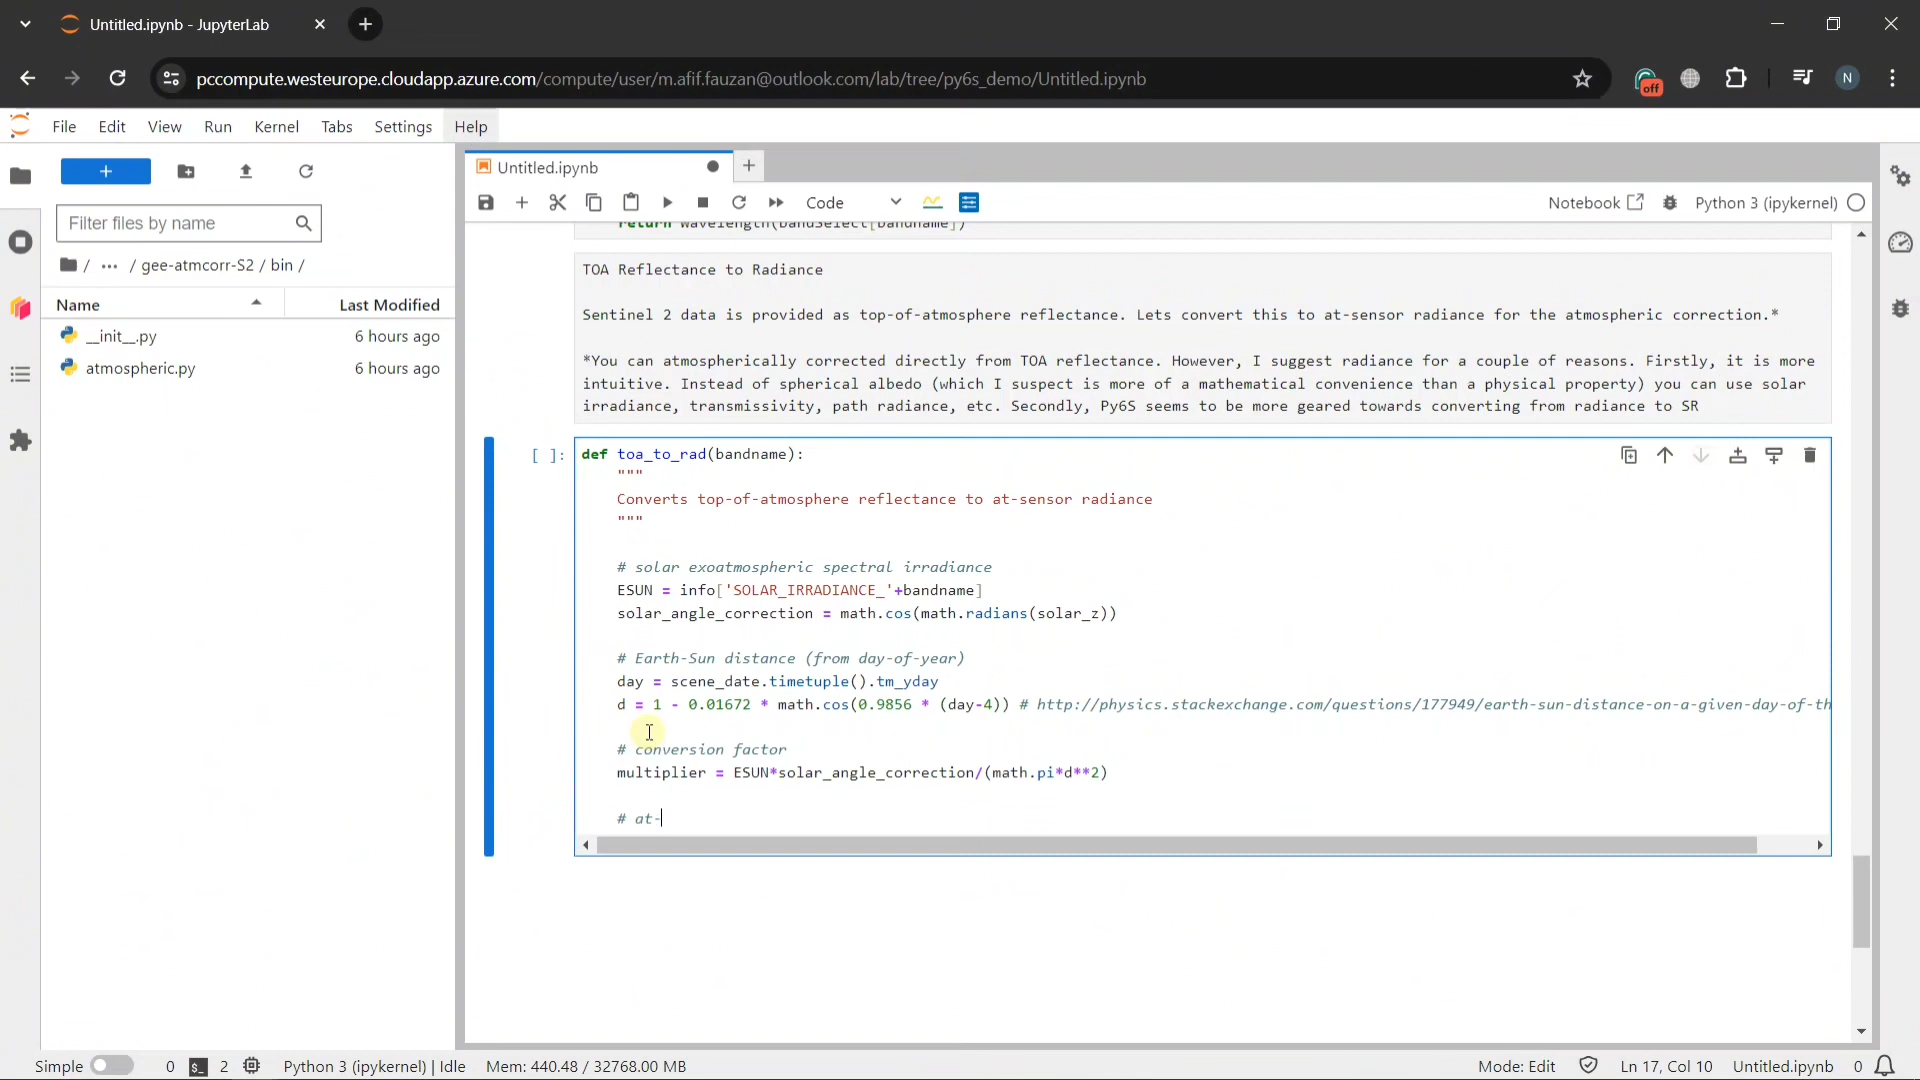 Untitled.ipynb - JupyterLab
pccompute.westeurope.cloudapp.azure.com/compute/user/m.afif.fauzan@outlook.com/lab/tree/py6s_demo/Untitled.ipynb
off
N
File Edit View Run Kernel Tabs Settings Help
Untitled.ipynb
Code
Notebook
Python 3 (ipykernel)
Filter files by name
/ ... / gee-atmcorr-S2 / bin /
Name Last Modified
__init__.py 6 hours ago
atmospheric.py 6 hours ago
return Wavelength(bandSelect[bandname])
TOA Reflectance to Radiance
Sentinel 2 data is provided as top-of-atmosphere reflectance. Lets convert this to at-sensor radiance for the atmospheric correction.*
*You can atmospherically corrected directly from TOA reflectance. However, I suggest radiance for a couple of reasons. Firstly, it is more
intuitive. Instead of spherical albedo (which I suspect is more of a mathematical convenience than a physical property) you can use solar
irradiance, transmissivity, path radiance, etc. Secondly, Py6S seems to be more geared towards converting from radiance to SR
[ ]: def toa_to_rad(bandname):
"""
Converts top-of-atmosphere reflectance to at-sensor radiance
"""
# solar exoatmospheric spectral irradiance
ESUN = info['SOLAR_IRRADIANCE_'+bandname]
solar_angle_correction = math.cos(math.radians(solar_z))
# Earth-Sun distance (from day-of-year)
day = scene_date.timetuple().tm_yday
d = 1 - 0.01672 * math.cos(0.9856 * (day-4)) # http://physics.stackexchange.com/questions/177949/earth-sun-distance-on-a-given-day-of-th
# conversion factor
multiplier = ESUN*solar_angle_correction/(math.pi*d**2)
# at-
Simple 0 $_ 2 Python 3 (ipykernel) | Idle Mem: 440.48 / 32768.00 MB Mode: Edit Ln 17, Col 10 Untitled.ipynb 0